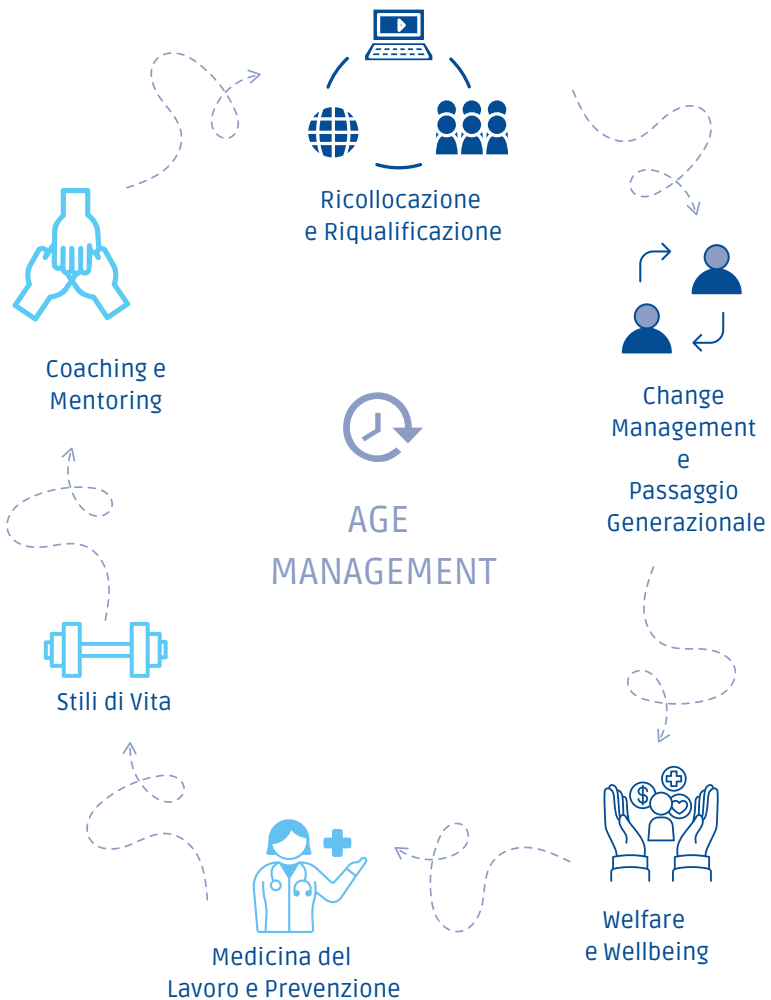 Ricollocazione
e Riqualificazione
Coaching e
Mentoring
Change
Management
e
Passaggio
Generazionale
AGE
MANAGEMENT
Stili di Vita
Welfare
e Wellbeing
Medicina del
Lavoro e Prevenzione